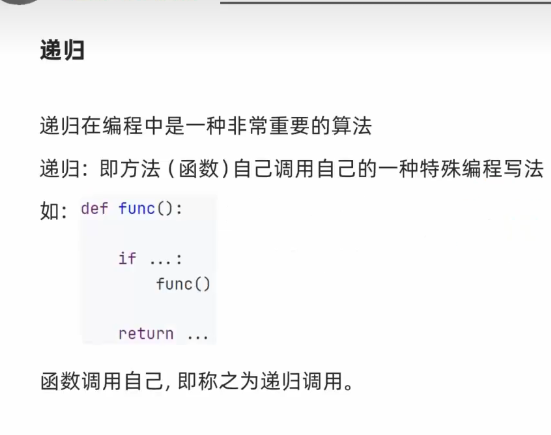 递归
递归在编程中是一种非常重要的算法
递归：即方法（函数）自己调用自己的一种特殊编程写法
如：def func():
if ...:
func()
return ...
函数调用自己，即称之为递归调用。